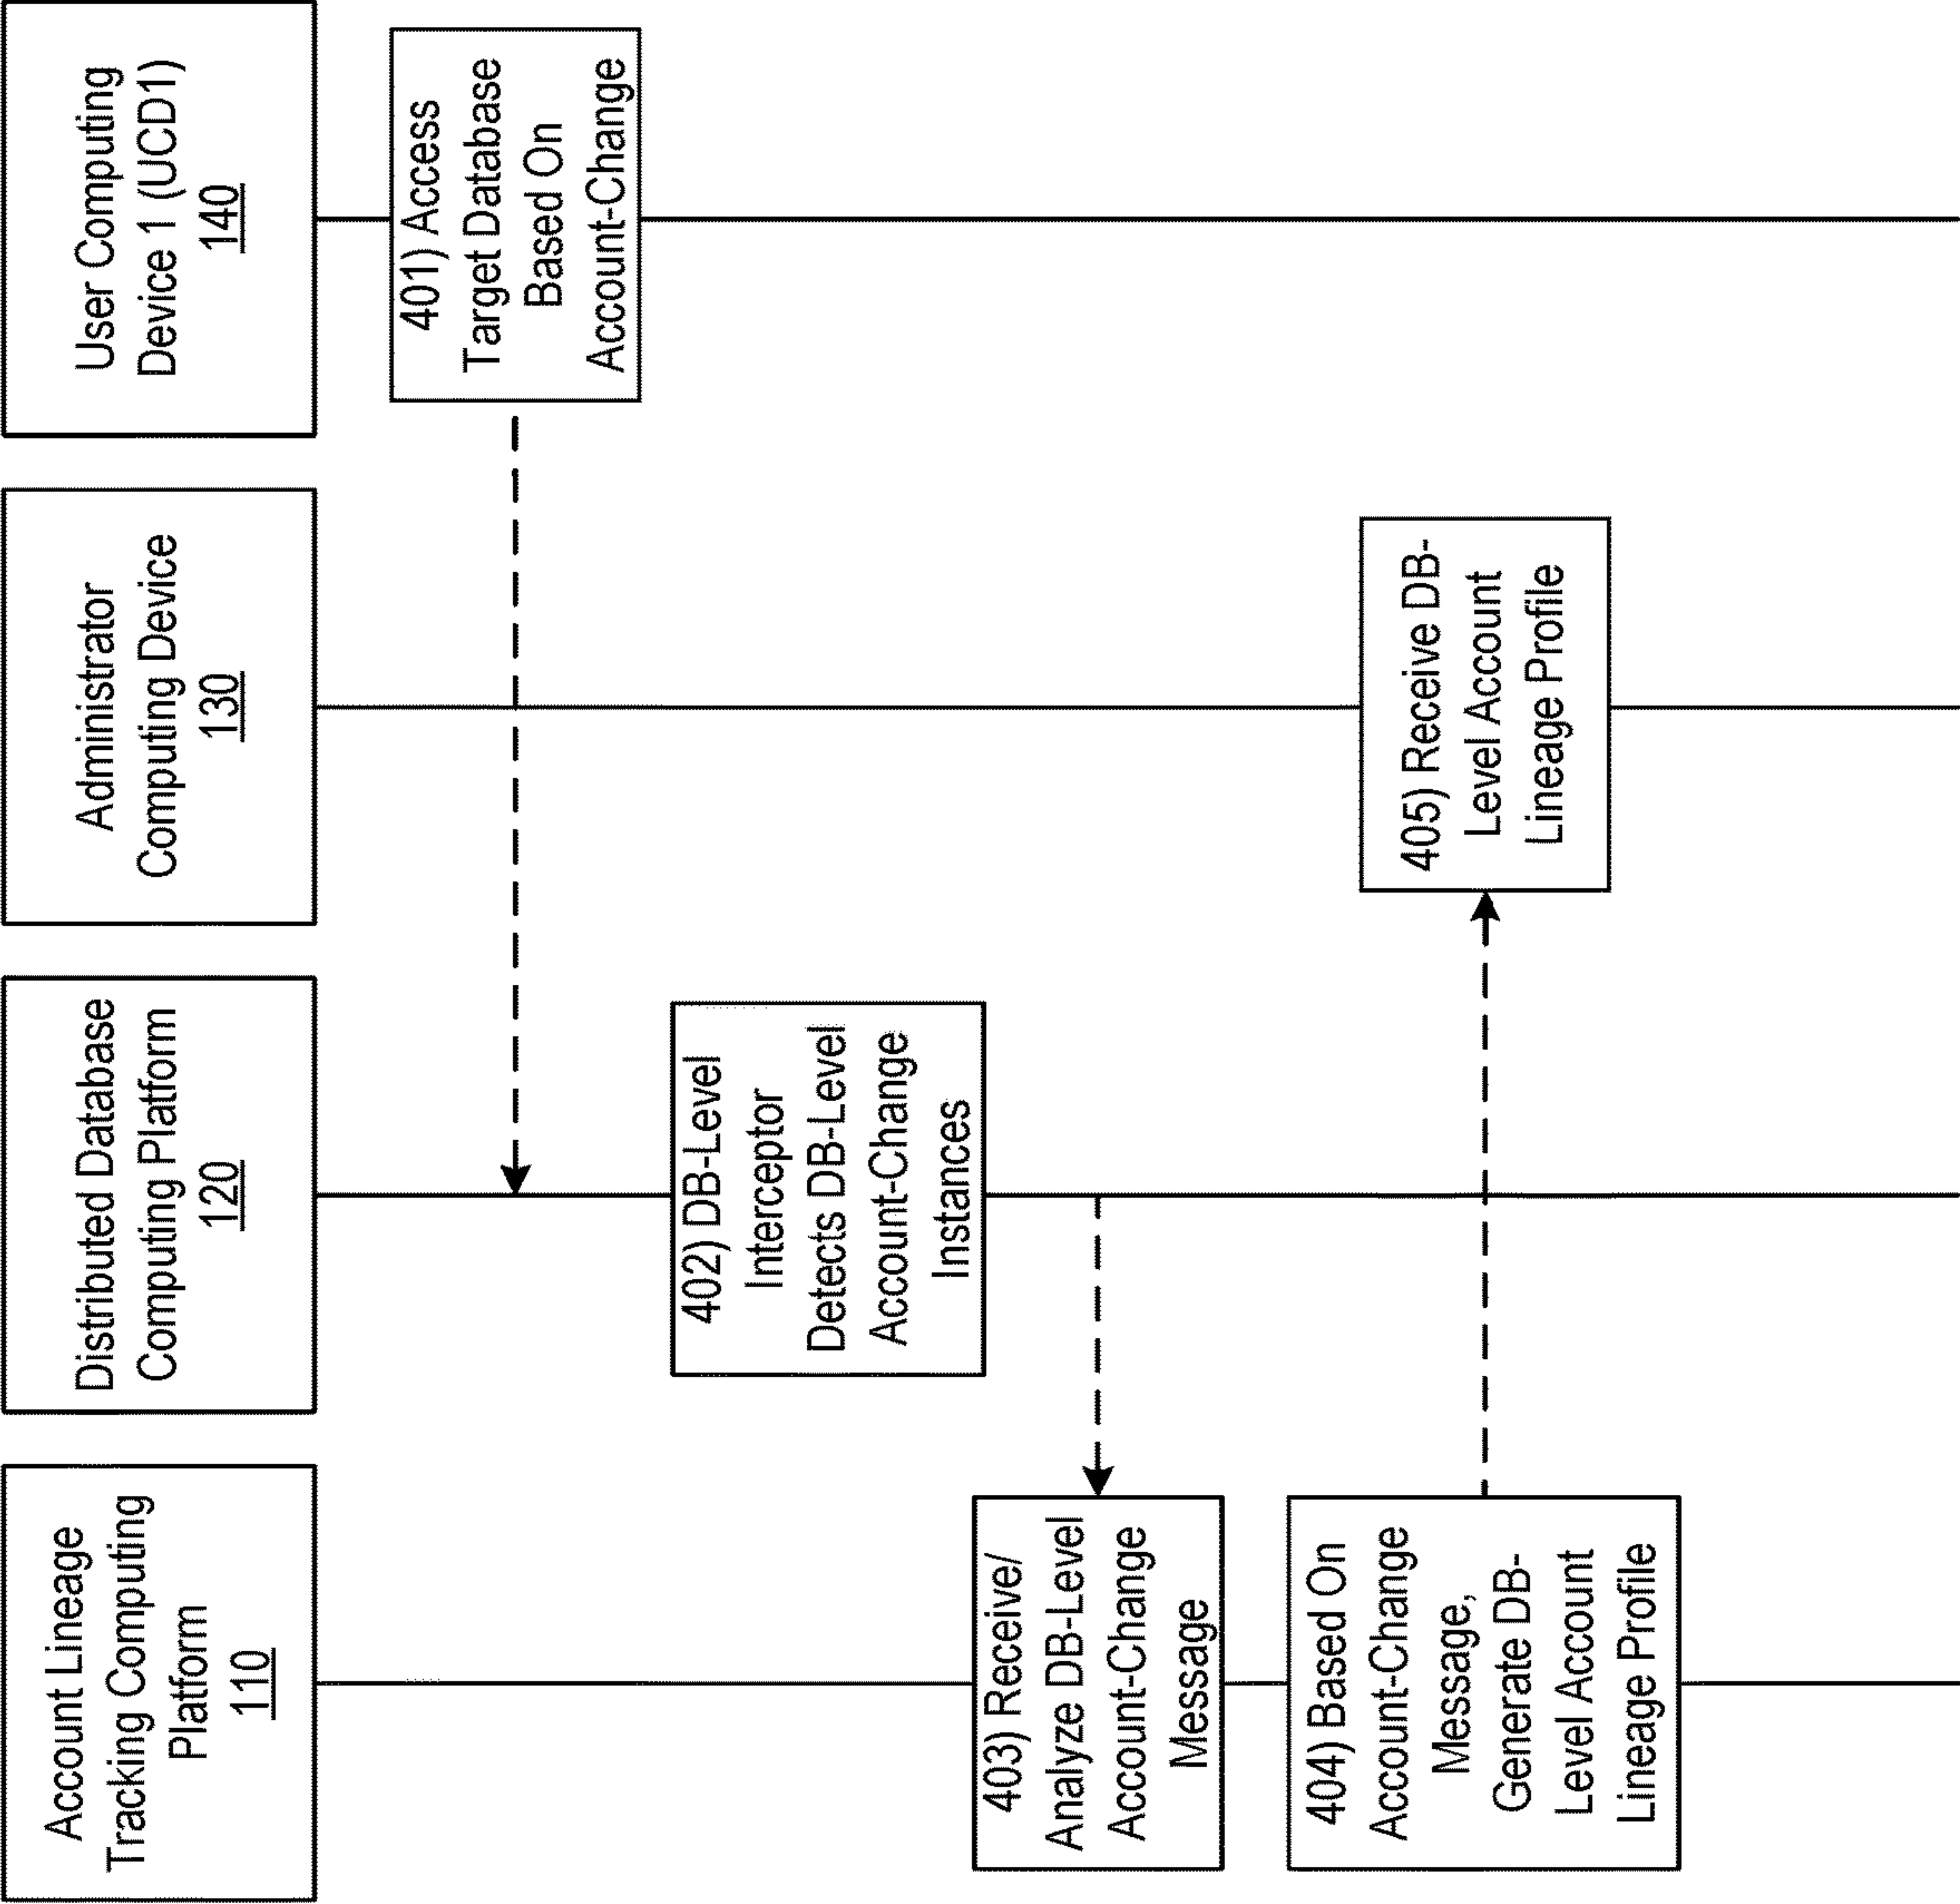 Account Lineage
Tracking Computing
Platform
110
Distributed Database
Computing Platform
120
Administrator
Computing Device
130
User Computing
Device 1 (UCD1)
140
401) Access
Target Database
Based On
Account-Change
402) DB-Level
Interceptor
Detects DB-Level
Account-Change
Instances
403) Receive/
Analyze DB-Level
Account-Change
Message
404) Based On
Account-Change
Message,
Generate DB-
Level Account
Lineage Profile
405) Receive DB-
Level Account
Lineage Profile